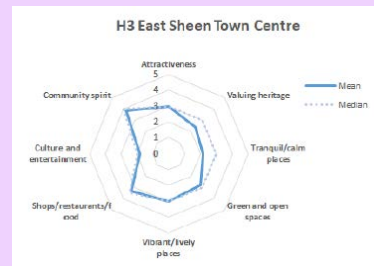 H3 East Sheen Town Centre
Attractiveness
5
4
3
2
1
0
Community spirit
Valuing heritage
Mean
Median
Culture and
entertainment
Tranquil/calm
places
Shops/restaurants/f
ood
Green and open
spaces
Vibrant/lively
places